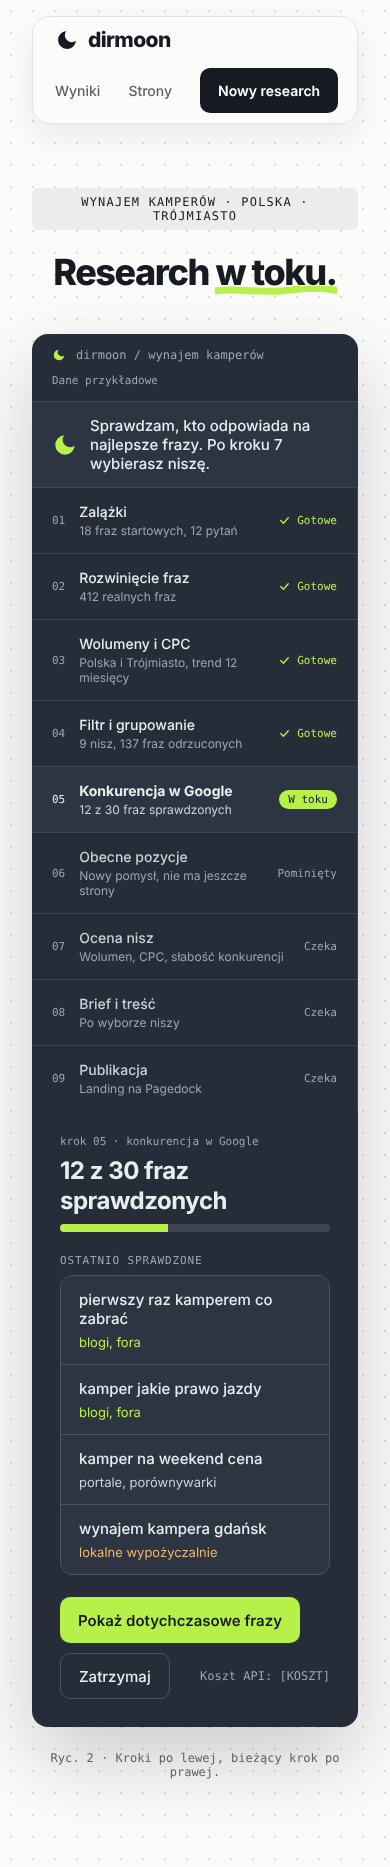 dirmoon
Wyniki
Strony
Nowy research
WYNAJEM KAMPERÓW · POLSKA ·
TRÓJMIASTO
Research w toku.
dirmoon / wynajem kamperów
Dane przykładowe
Sprawdzam, kto odpowiada na
najlepsze frazy. Po kroku 7
wybierasz niszę.
01 Zalążki
18 fraz startowych, 12 pytań
Gotowe
02 Rozwinięcie fraz
412 realnych fraz
Gotowe
03 Wolumeny i CPC
Polska i Trójmiasto, trend 12
miesięcy
Gotowe
04 Filtr i grupowanie
9 nisz, 137 fraz odrzuconych
Gotowe
05 Konkurencja w Google
12 z 30 fraz sprawdzonych
W toku
06 Obecne pozycje
Nowy pomysł, nie ma jeszcze
strony
Pominięty
07 Ocena nisz
Wolumen, CPC, słabość konkurencji
Czeka
08 Brief i treść
Po wyborze niszy
Czeka
09 Publikacja
Landing na Pagedock
Czeka
krok 05 · konkurencja w Google
12 z 30 fraz
sprawdzonych
OSTATNIO SPRAWDZONE
pierwszy raz kamperem co
zabrać
blogi, fora
kamper jakie prawo jazdy
blogi, fora
kamper na weekend cena
portale, porównywarki
wynajem kampera gdańsk
lokalne wypożyczalnie
Pokaż dotychczasowe frazy
Zatrzymaj
Koszt API: [KOSZT]
Ryc. 2 · Kroki po lewej, bieżący krok po
prawej.